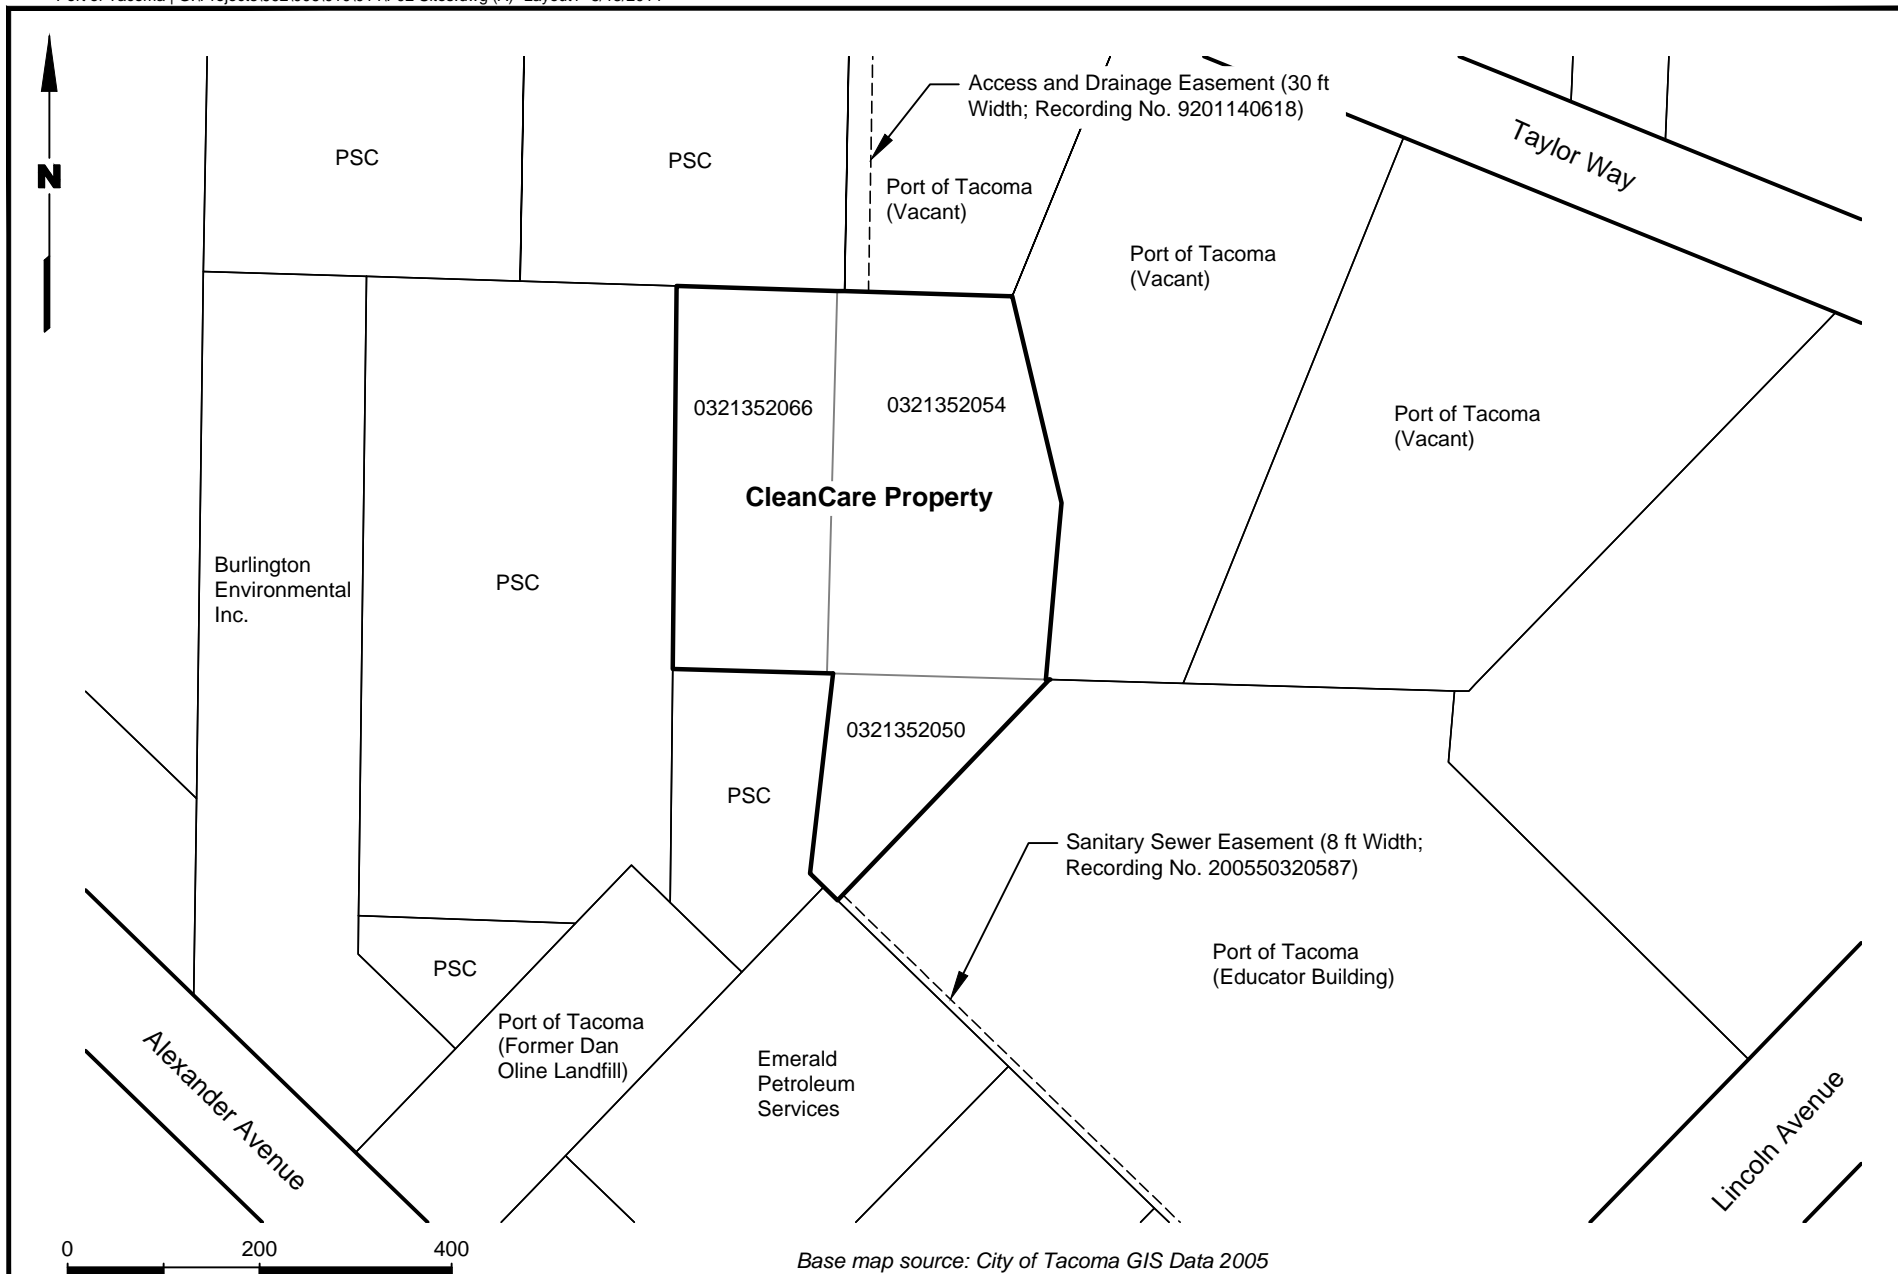 N
Access and Drainage Easement (30 ft
Width; Recording No. 9201140618)
Taylor Way
PSC
PSC
Port of Tacoma
(Vacant)
Port of Tacoma
(Vacant)
Port of Tacoma
(Vacant)
0321352066
0321352054
CleanCare Property
Burlington
Environmental
Inc.
PSC
0321352050
PSC
Sanitary Sewer Easement (8 ft Width;
Recording No. 200550320587)
Port of Tacoma
(Educator Building)
PSC
Port of Tacoma
(Former Dan
Oline Landfill)
Emerald
Petroleum
Services
Alexander Avenue
Lincoln Avenue
0 200 400
Base map source: City of Tacoma GIS Data 2005